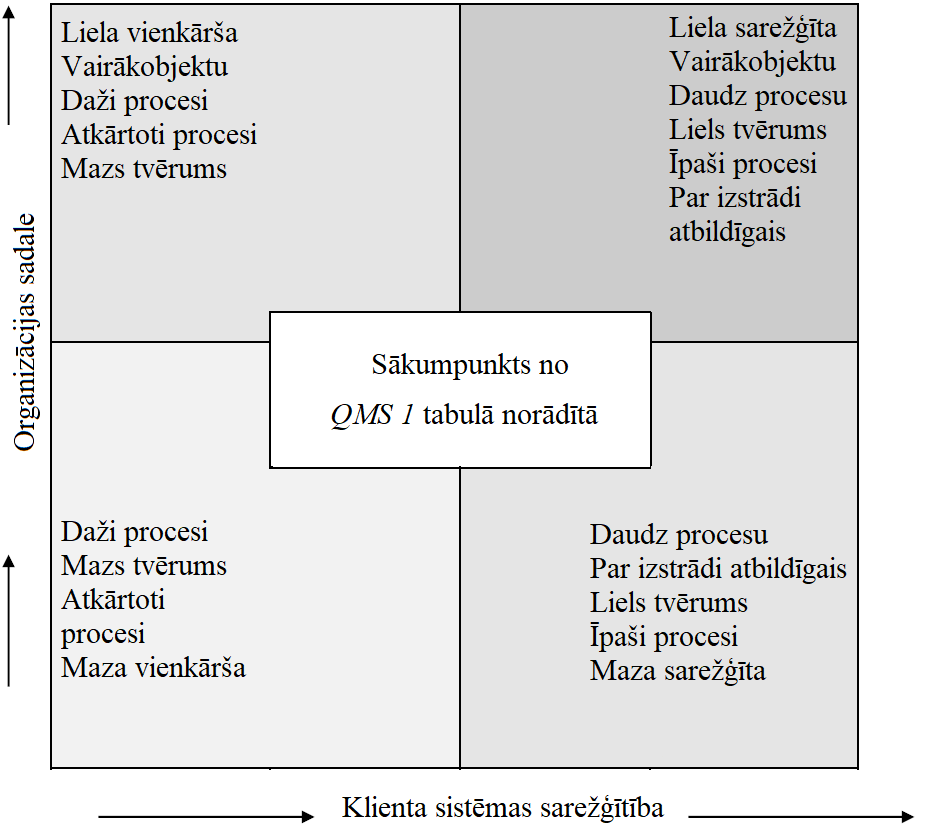 Liela vienkārša
Vairākobjektu
Daži procesi
Atkārtoti procesi
Mazs tvērums
Liela sarežģīta
Vairākobjektu
Daudz procesu
Liels tvērums
Īpaši procesi
Par izstrādi
atbildīgais
Organizācijas sadale
Sākumpunkts no
QMS 1 tabulā norādītā
Daži procesi
Mazs tvērums
Atkārtoti
procesi
Maza vienkārša
Daudz procesu
Par izstrādi atbildīgais
Liels tvērums
Īpaši procesi
Maza sarežģīta
Klienta sistēmas sarežģītība